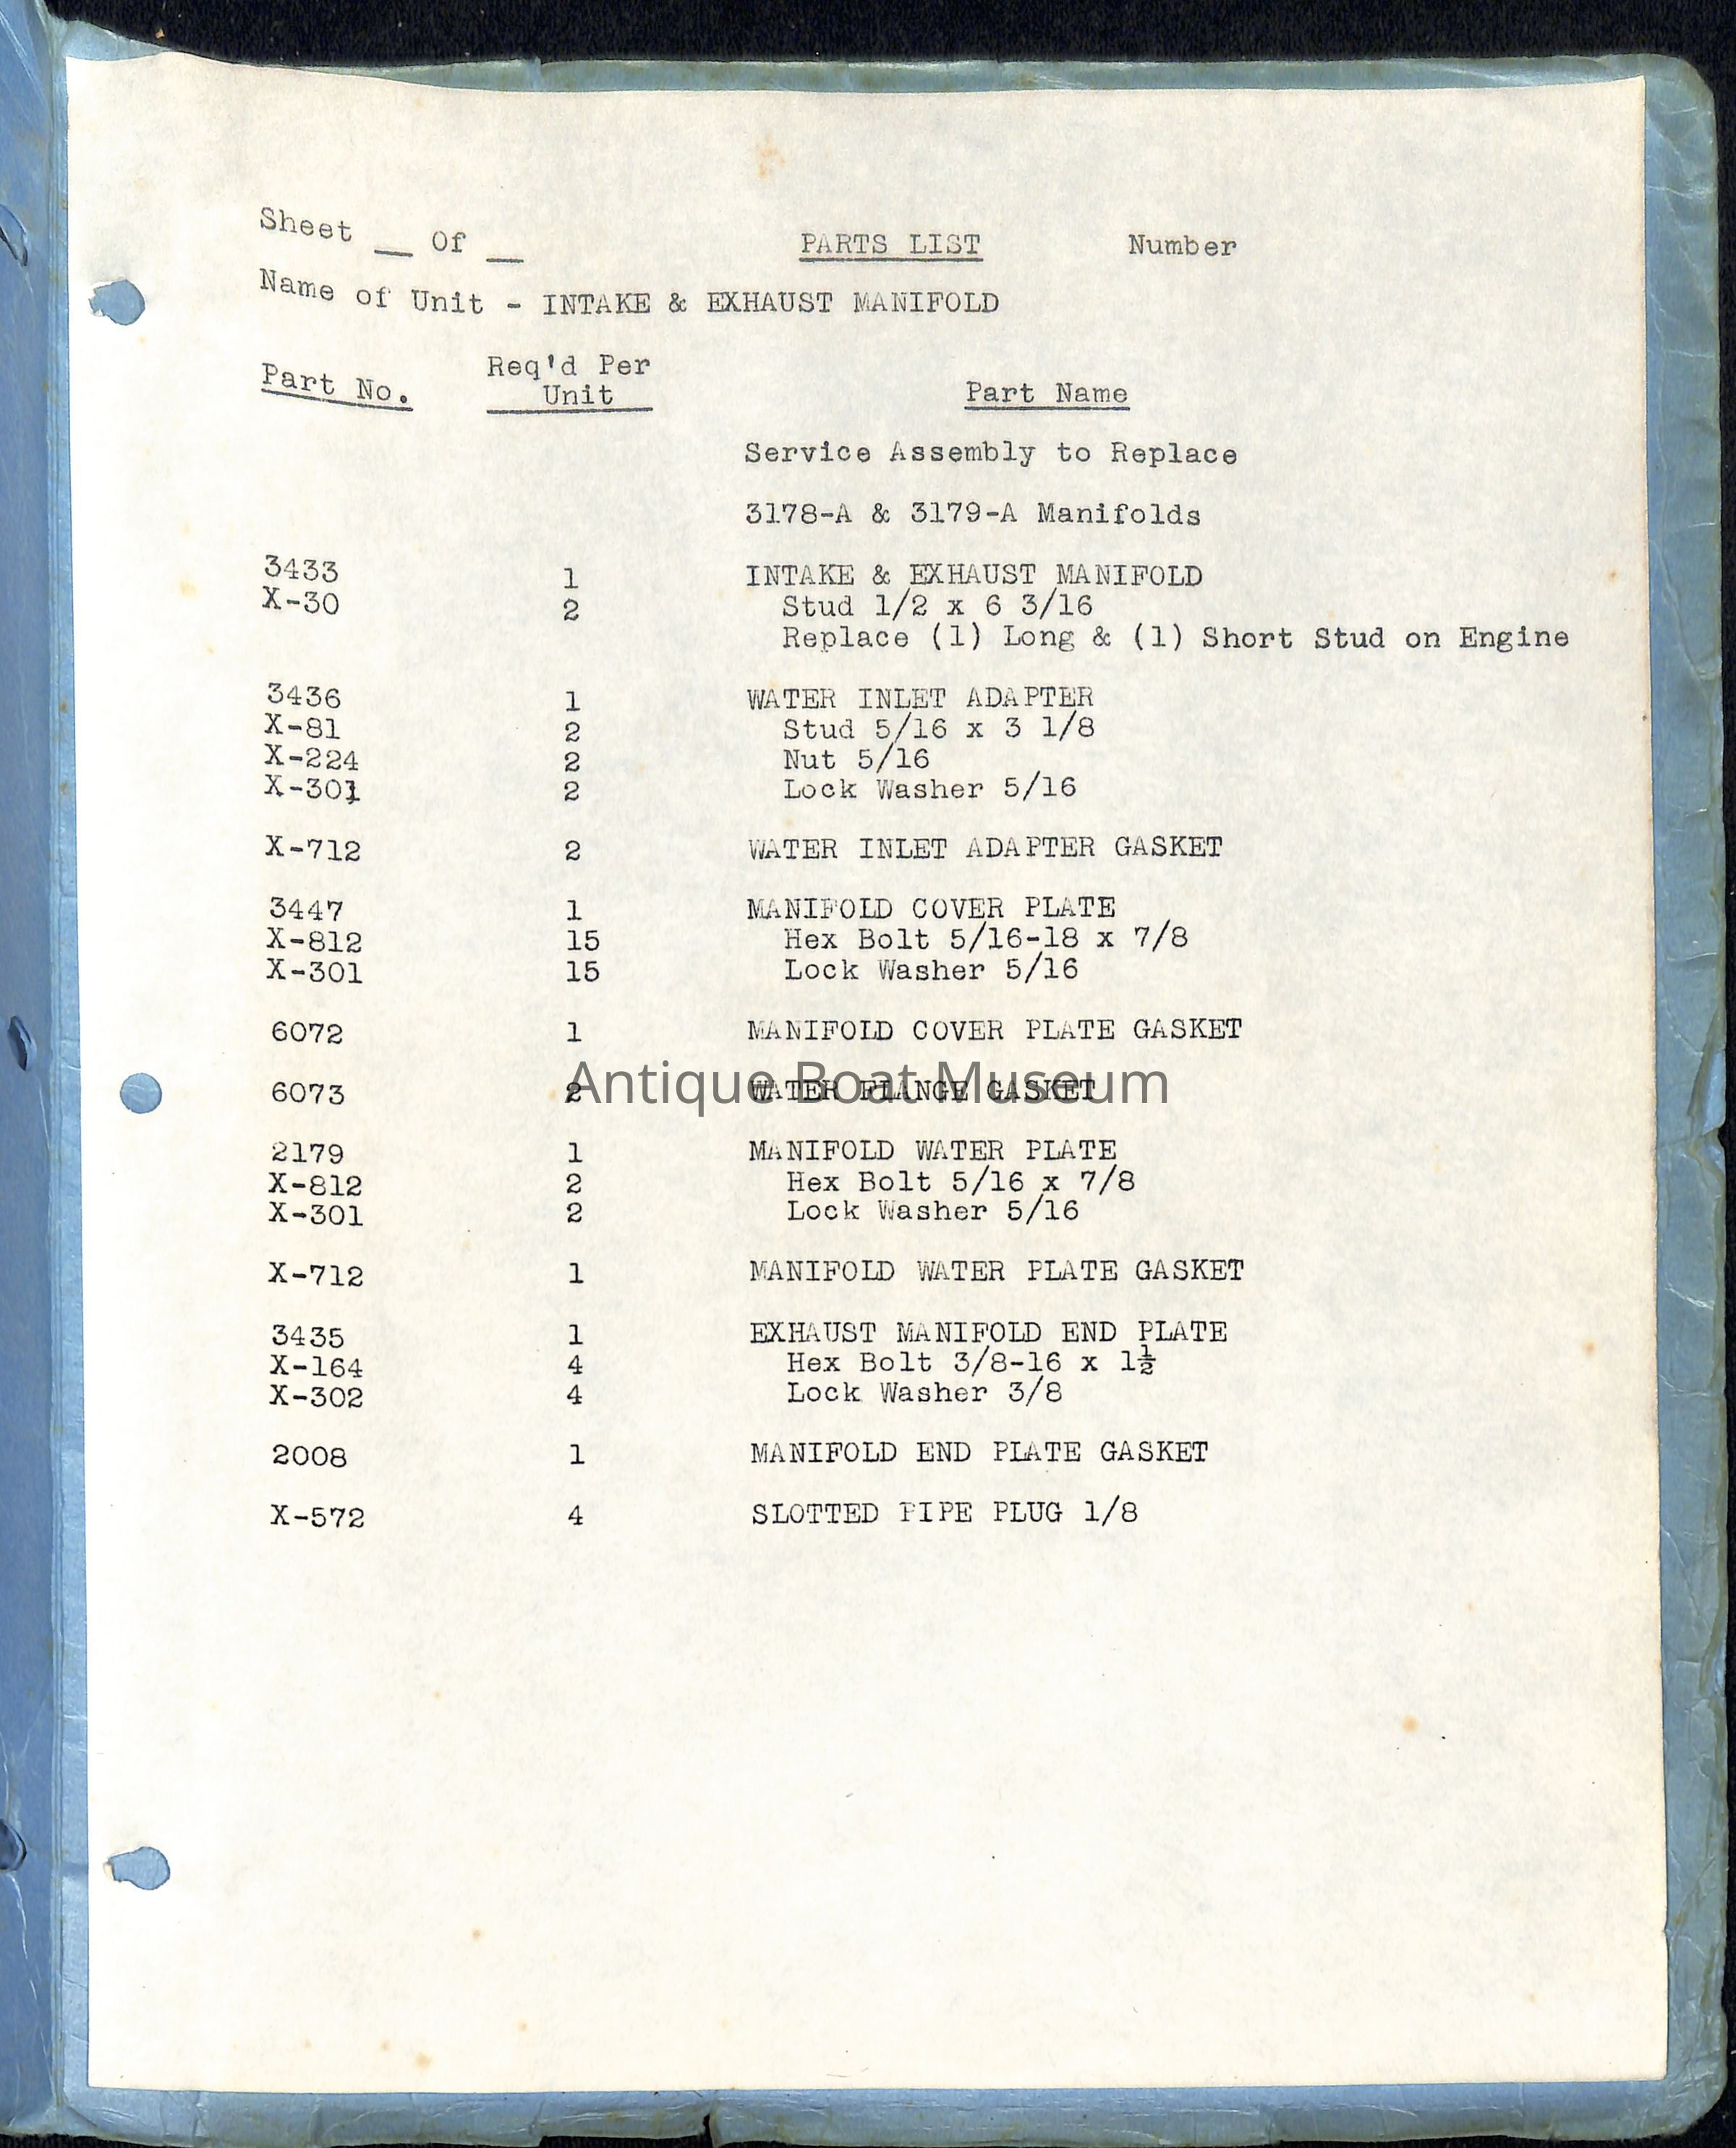 Sheet __ Of __ PARTS LIST Number
Name of Unit - INTAKE & EXHAUST MANIFOLD
Part No. Req'd Per Unit Part Name
Service Assembly to Replace
3178-A & 3179-A Manifolds
3433 1 INTAKE & EXHAUST MANIFOLD
X-30 2 Stud 1/2 x 6 3/16
Replace (1) Long & (1) Short Stud on Engine
3436 1 WATER INLET ADAPTER
X-81 2 Stud 5/16 x 3 1/8
X-224 2 Nut 5/16
X-301 2 Lock Washer 5/16
X-712 2 WATER INLET ADAPTER GASKET
3447 1 MANIFOLD COVER PLATE
X-812 15 Hex Bolt 5/16-18 x 7/8
X-301 15 Lock Washer 5/16
6072 1 MANIFOLD COVER PLATE GASKET
Antique Boat Museum
6073 2 WATER FLANGE GASKET
2179 1 MANIFOLD WATER PLATE
X-812 2 Hex Bolt 5/16 x 7/8
X-301 2 Lock Washer 5/16
X-712 1 MANIFOLD WATER PLATE GASKET
3435 1 EXHAUST MANIFOLD END PLATE
X-164 4 Hex Bolt 3/8-16 x 1½
X-302 4 Lock Washer 3/8
2008 1 MANIFOLD END PLATE GASKET
X-572 4 SLOTTED PIPE PLUG 1/8